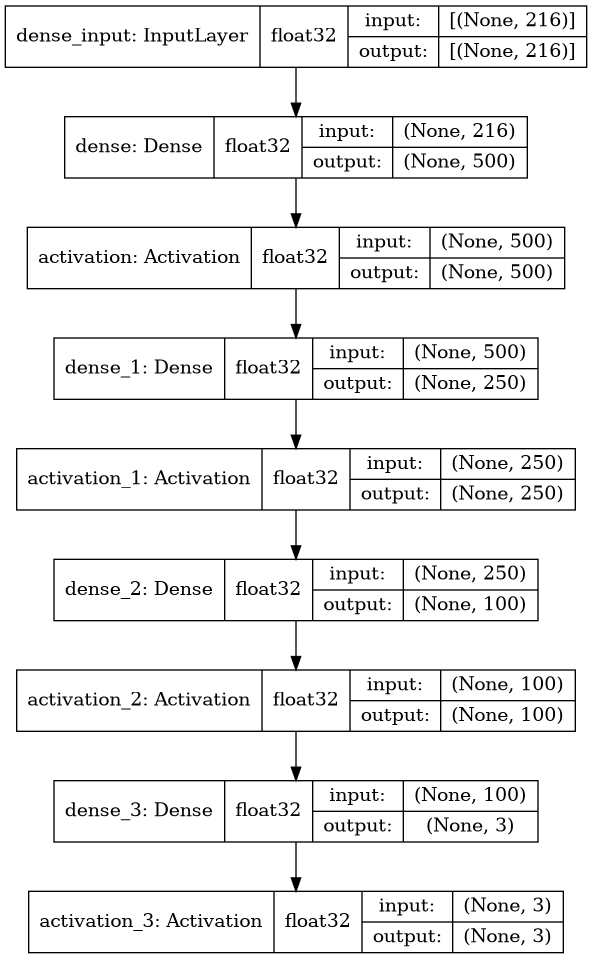 dense_input: InputLayer float32 input: [(None, 216)]
output: [(None, 216)]
dense: Dense float32 input: (None, 216)
output: (None, 500)
activation: Activation float32 input: (None, 500)
output: (None, 500)
dense_1: Dense float32 input: (None, 500)
output: (None, 250)
activation_1: Activation float32 input: (None, 250)
output: (None, 250)
dense_2: Dense float32 input: (None, 250)
output: (None, 100)
activation_2: Activation float32 input: (None, 100)
output: (None, 100)
dense_3: Dense float32 input: (None, 100)
output: (None, 3)
activation_3: Activation float32 input: (None, 3)
output: (None, 3)